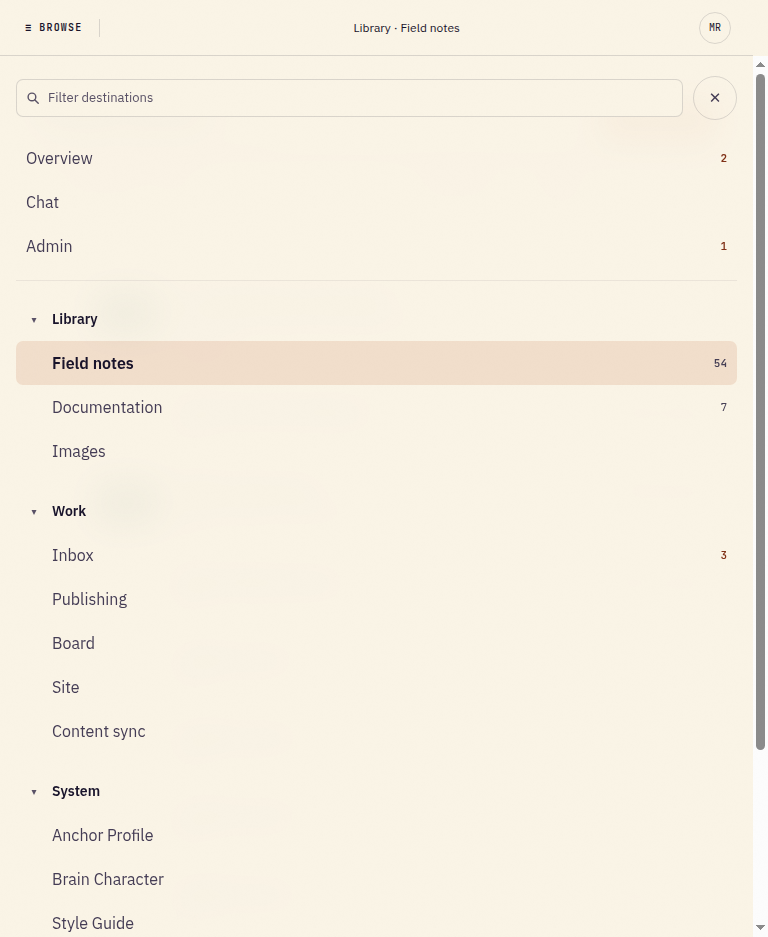 ≡ BROWSE
Library · Field notes
MR
Filter destinations
✕
Overview 2
Chat
Admin 1
▾ Library
Field notes 54
Documentation 7
Images
▾ Work
Inbox 3
Publishing
Board
Site
Content sync
▾ System
Anchor Profile
Brain Character
Style Guide